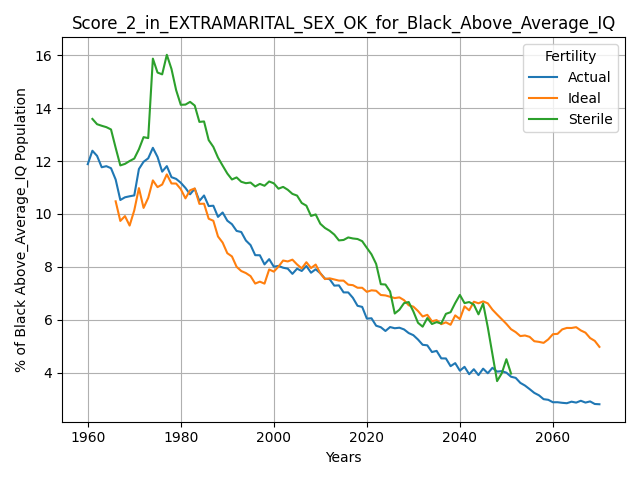 Score_2_in_EXTRAMARITAL_SEX_OK_for_Black_Above_Average_IQ
Fertility
Actual
Ideal
Sterile
% of Black Above_Average_IQ Population
16
14
12
10
8
6
4
1960 1980 2000 2020 2040 2060
Years